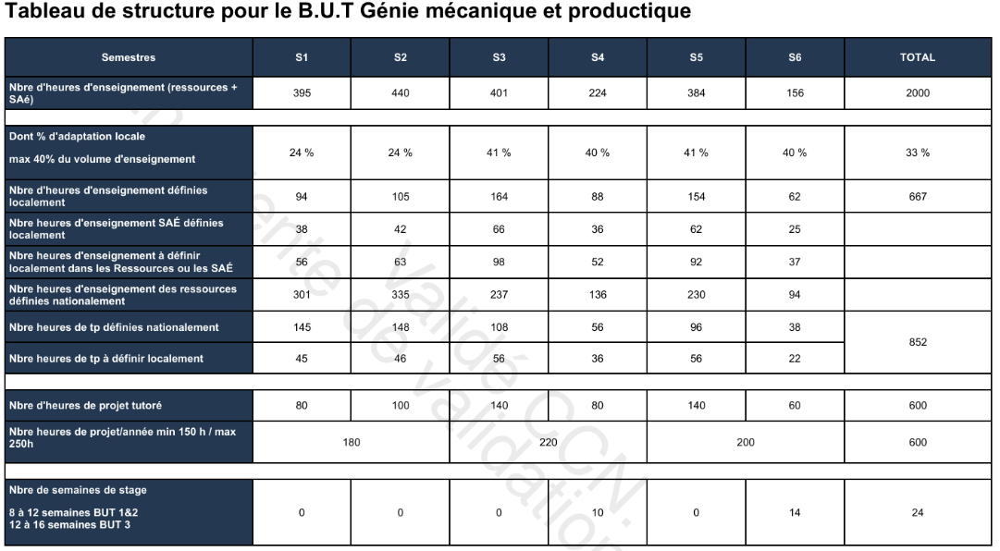 Tableau de structure pour le B.U.T Génie mécanique et productique
Semestres S1 S2 S3 S4 S5 S6 TOTAL
Nbre d'heures d'enseignement (ressources +
SAé) 395 440 401 224 384 156 2000
Dont % d'adaptation locale
max 40% du volume d'enseignement 24 % 24 % 41 % 40 % 41 % 40 % 33 %
Nbre d'heures d'enseignement définies
localement 94 105 164 88 154 62 667
Nbre heures d'enseignement SAÉ définies
localement 38 42 66 36 62 25
Nbre heures d'enseignement à définir
localement dans les Ressources ou les SAÉ 56 63 98 52 92 37
Nbre heures d'enseignement des ressources
définies nationalement 301 335 237 136 230 94
Nbre heures de tp définies nationalement 145 148 108 56 96 38
852
Nbre heures de tp à définir localement 45 46 56 36 56 22
Nbre d'heures de projet tutoré 80 100 140 80 140 60 600
Nbre heures de projet/année min 150 h / max
250h 180 220 200 600
Nbre de semaines de stage
8 à 12 semaines BUT 1&2
12 à 16 semaines BUT 3 0 0 0 10 0 14 24
Validé CCN.
de validation